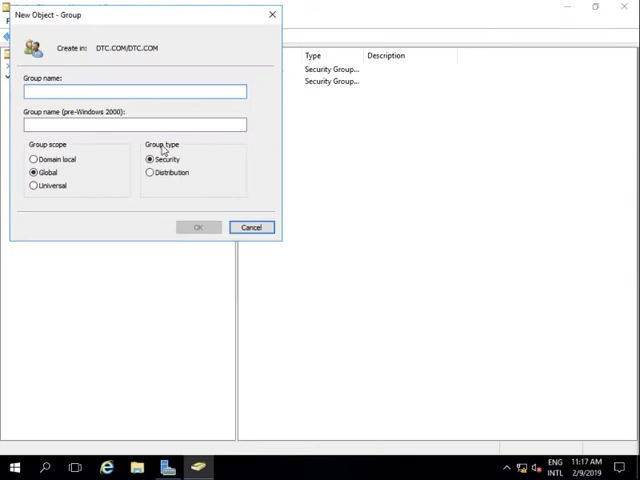 New Object - Group
Create in: DTC.COM/DTC.COM
Group name:
Group name (pre-Windows 2000):
Group scope
Domain local
Global
Universal
Group type
Security
Distribution
OK
Cancel
Type Description
Security Group...
Security Group...
ENG
INTL
11:17 AM
2/9/2019